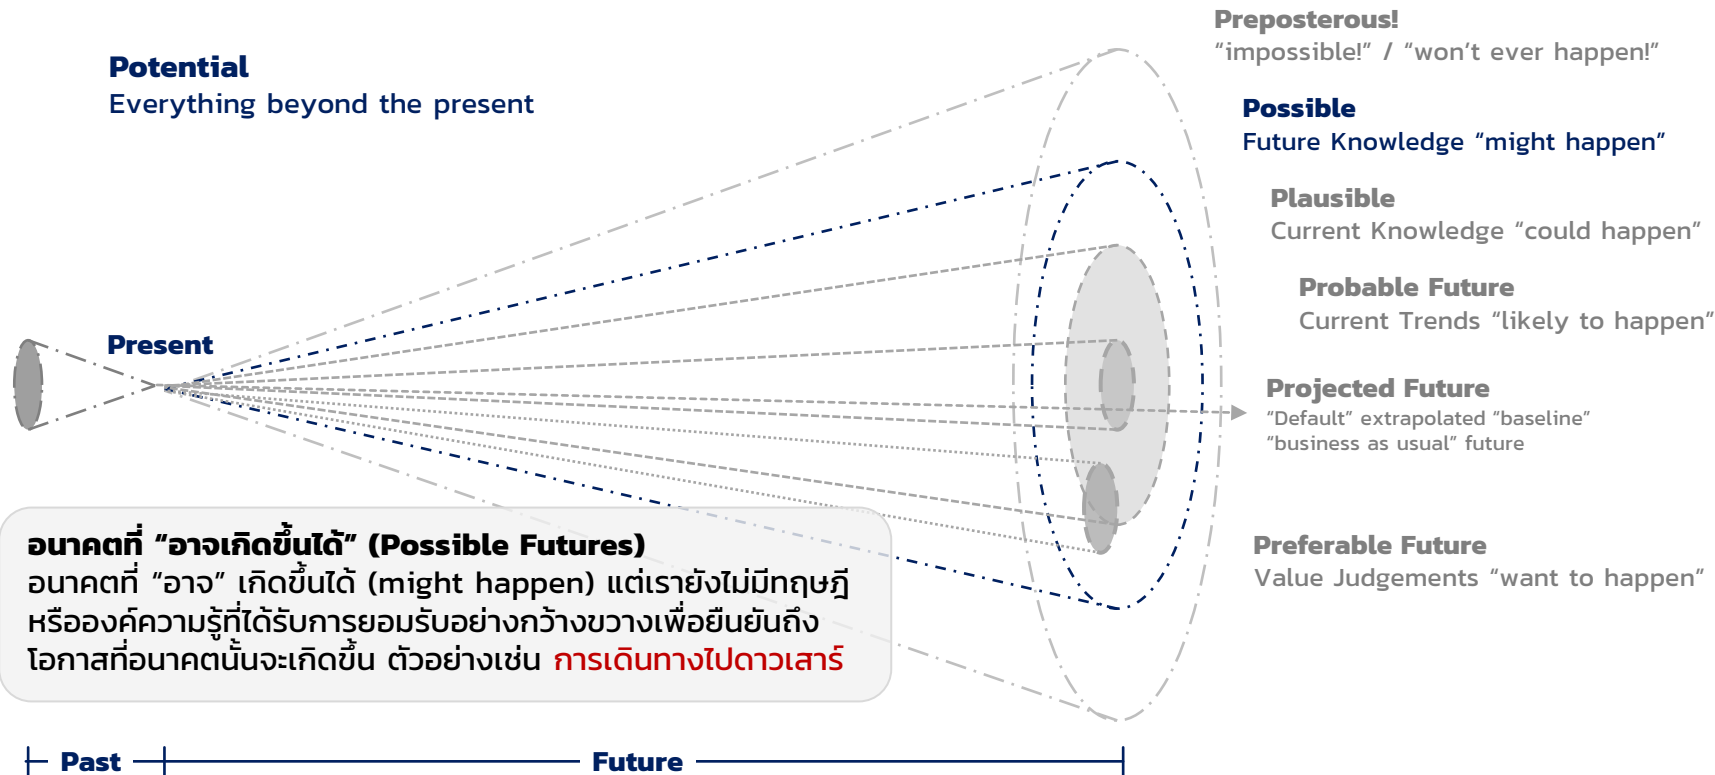 Preposterous!
“impossible!” / “won’t ever happen!”
Potential
Everything beyond the present
Possible
Future Knowledge “might happen”
Plausible
Current Knowledge “could happen”
Probable Future
Current Trends “likely to happen”
Present
Projected Future
“Default” extrapolated “baseline”
“business as usual” future
อนาคตที่ “อาจเกิดขึ้นได้” (Possible Futures)
อนาคตที่ “อาจ” เกิดขึ้นได้ (might happen) แต่เรายังไม่มีทฤษฎี
หรือองค์ความรู้ที่ได้รับการยอมรับอย่างกว้างขวางเพื่อยืนยันถึง
โอกาสที่อนาคตนั้นจะเกิดขึ้น ตัวอย่างเช่น การเดินทางไปดาวเสาร์
Preferable Future
Value Judgements “want to happen”
Past
Future